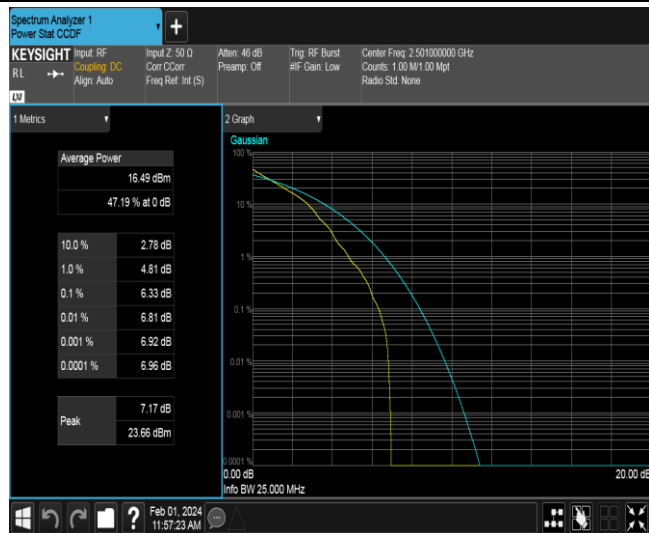 Spectrum Analyzer 1
Power Stat CCDF
+
KEYSIGHT
RL
Input: RF
Coupling: DC
Align: Auto
Input Z: 50 Ω
Corr CCorr
Freq Ref: Int (S)
Atten: 46 dB
Preamp: Off
Trig: RF Burst
#IF Gain: Low
Center Freq: 2.501000000 GHz
Counts: 1.00 M/1.00 Mpt
Radio Std: None
1 Metrics
Average Power
16.49 dBm
47.19 % at 0 dB
10.0 % 2.78 dB
1.0 % 4.81 dB
0.1 % 6.33 dB
0.01 % 6.81 dB
0.001 % 6.92 dB
0.0001 % 6.96 dB
Peak
7.17 dB
23.66 dBm
2 Graph
Gaussian
100 %
10 %
1 %
0.1 %
0.01 %
0.001 %
0.0001 %
0.00 dB
20.00 dB
Info BW 25.000 MHz
?
Feb 01, 2024
11:57:23 AM